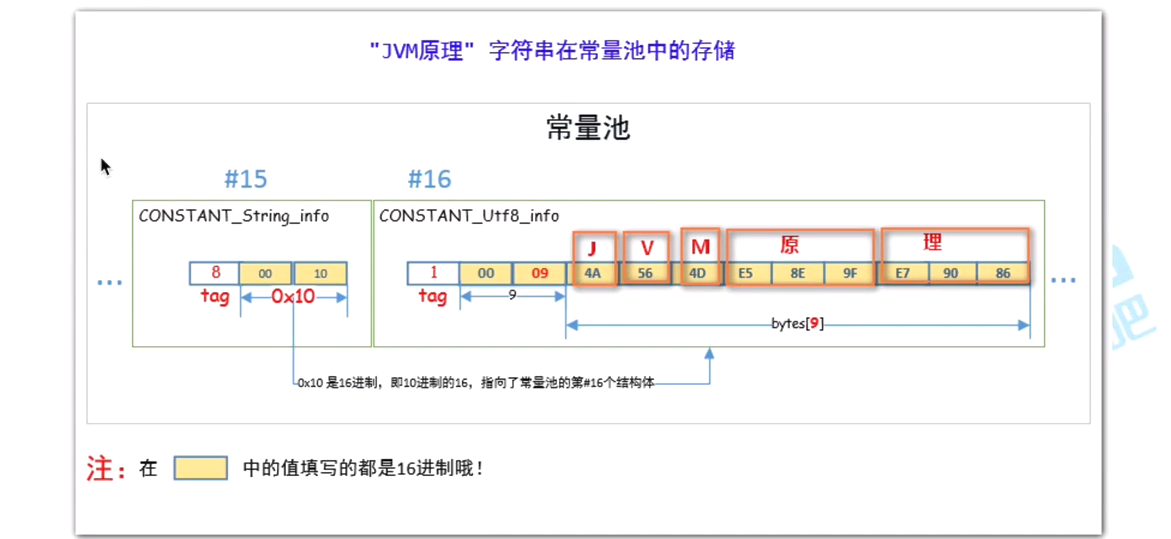 "JVM原理" 字符串在常量池中的存储
常量池
#15 #16
CONSTANT_String_info CONSTANT_Utf8_info
J V M 原 理
... 8 00 10 1 00 09 4A 56 4D E5 8E 9F E7 90 86 ...
tag 0x10 tag 9
bytes[9]
0x10 是16进制，即10进制的16，指向了常量池的第#16个结构体
注：在 中的值填写的都是16进制哦！
吧